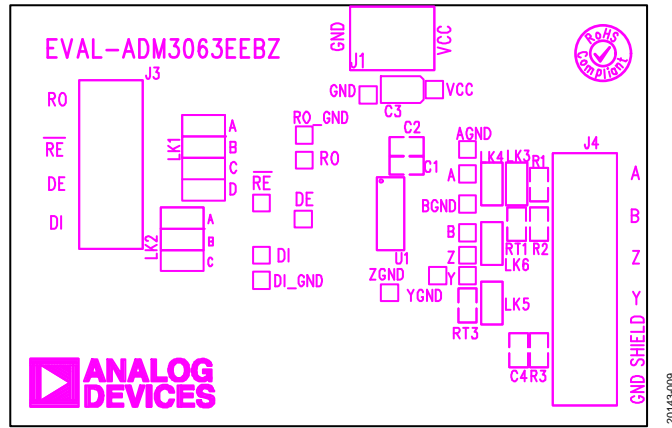 EVAL-ADM3063EEBZ
GND
VCC
J1
RoHS
Compliant
J3
RO
RE
DE
DI
LK1
A
B
C
D
LK2
A
B
C
GND
VCC
C3
RO_GND
RO
RE
DE
DI
DI_GND
C2
C1
U1
AGND
A
BGND
B
Z
Y
ZGND
YGND
LK4
LK3
R1
RT1
R2
LK6
LK5
RT3
C4
R3
J4
A
B
Z
Y
GND SHIELD
ANALOG
DEVICES
20143-009